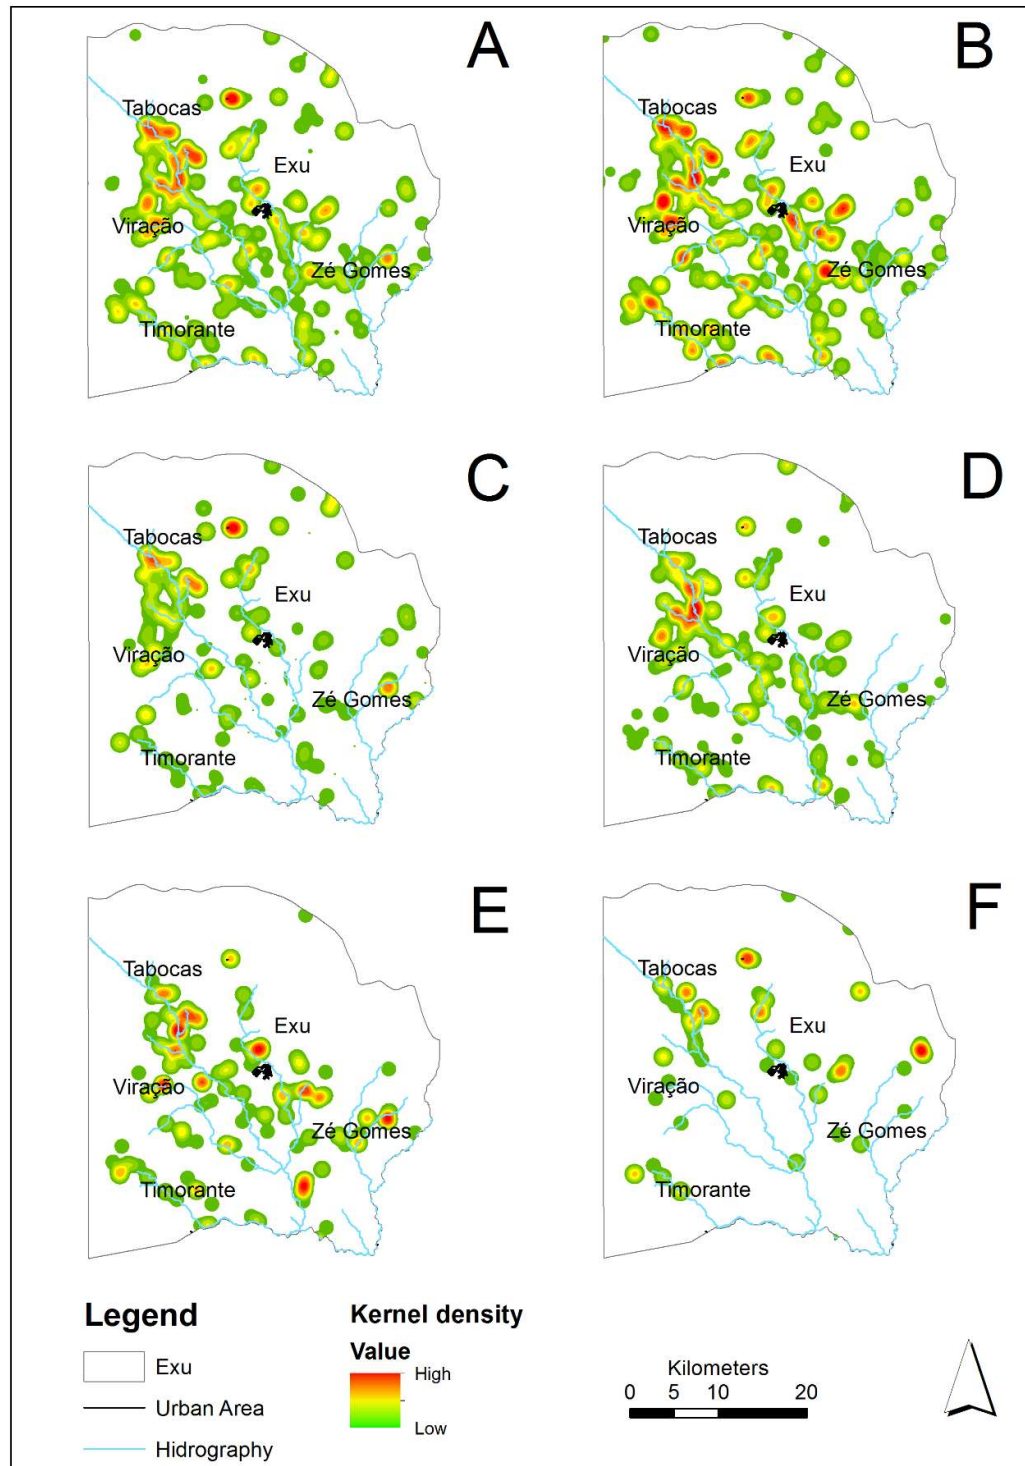 A
Tabocas
Exu
Viração
Zé Gomes
Timorante
B
Tabocas
Exu
Viração
Zé Gomes
Timorante
C
Tabocas
Exu
Viração
Zé Gomes
Timorante
D
Tabocas
Exu
Viração
Zé Gomes
Timorante
E
Tabocas
Exu
Viração
Zé Gomes
Timorante
F
Tabocas
Exu
Viração
Zé Gomes
Timorante
Legend
Exu
Urban Area
Hidrography
Kernel density
Value
High
Low
Kilometers
0 5 10 20